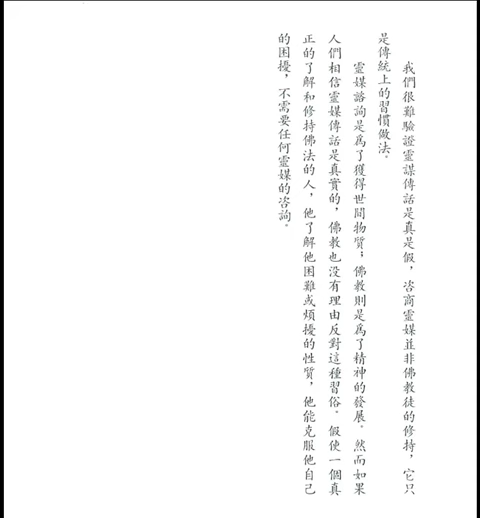 我們很難驗證靈謀傳話是真是假，咨商靈媒並非佛教徒的修持，它只
是傳統上的習慣做法。
靈媒諮詢是為了獲得世間物質；佛教則是為了精神的發展。然而如果
人們相信靈媒傳話是真實的，佛教也没有理由反對這種習俗。假使一個真
正的了解和修持佛法的人，他了解他困難或煩擾的性質，他能克服他自己
的困擾，不需要任何靈媒的咨詢。